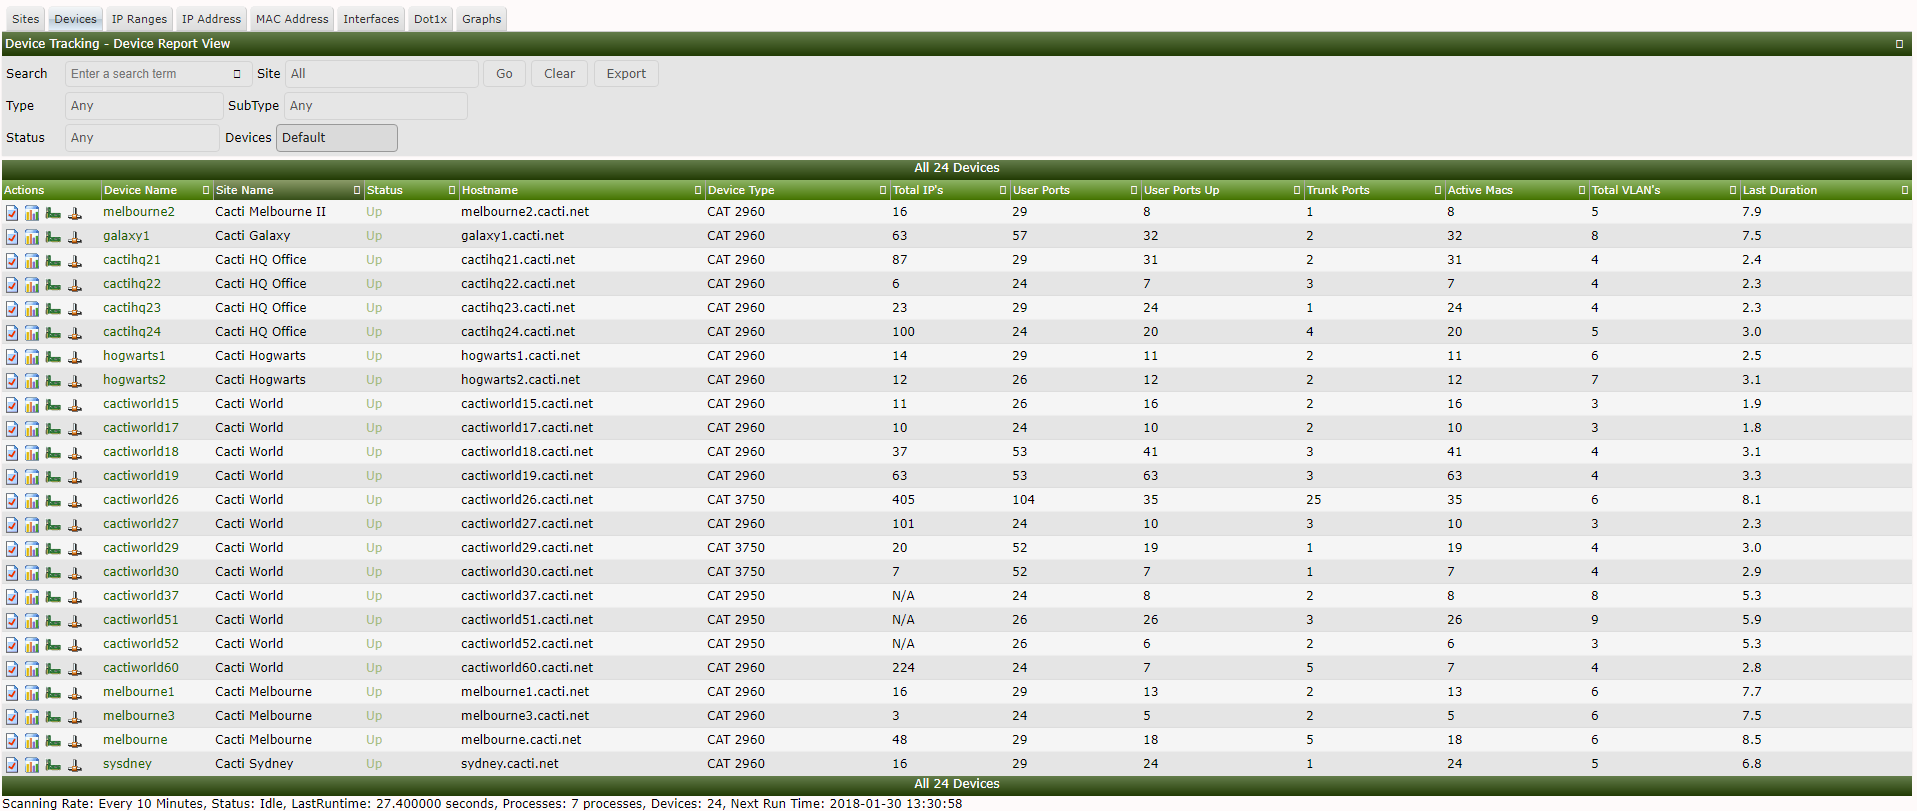 Sites Devices IP Ranges IP Address MAC Address Interfaces Dot1x Graphs
Device Tracking - Device Report View
Search Enter a search term Site All Go Clear Export
Type Any SubType Any
Status Any Devices Default
All 24 Devices
Actions Device Name Site Name Status Hostname Device Type Total IP's User Ports User Ports Up Trunk Ports Active Macs Total VLAN's Last Duration
melbourne2 Cacti Melbourne II Up melbourne2.cacti.net CAT 2960 16 29 8 1 8 5 7.9
galaxy1 Cacti Galaxy Up galaxy1.cacti.net CAT 2960 63 57 32 2 32 8 7.5
cactihq21 Cacti HQ Office Up cactihq21.cacti.net CAT 2960 87 29 31 2 31 4 2.4
cactihq22 Cacti HQ Office Up cactihq22.cacti.net CAT 2960 6 24 7 3 7 4 2.3
cactihq23 Cacti HQ Office Up cactihq23.cacti.net CAT 2960 23 29 24 1 24 4 2.3
cactihq24 Cacti HQ Office Up cactihq24.cacti.net CAT 2960 100 24 20 4 20 5 3.0
hogwarts1 Cacti Hogwarts Up hogwarts1.cacti.net CAT 2960 14 29 11 2 11 6 2.5
hogwarts2 Cacti Hogwarts Up hogwarts2.cacti.net CAT 2960 12 26 12 2 12 7 3.1
cactiworld15 Cacti World Up cactiworld15.cacti.net CAT 2960 11 26 16 2 16 3 1.9
cactiworld17 Cacti World Up cactiworld17.cacti.net CAT 2960 10 24 10 2 10 3 1.8
cactiworld18 Cacti World Up cactiworld18.cacti.net CAT 2960 37 53 41 3 41 4 3.1
cactiworld19 Cacti World Up cactiworld19.cacti.net CAT 2960 63 53 63 3 63 4 3.3
cactiworld26 Cacti World Up cactiworld26.cacti.net CAT 3750 405 104 35 25 35 6 8.1
cactiworld27 Cacti World Up cactiworld27.cacti.net CAT 2960 101 24 10 3 10 3 2.3
cactiworld29 Cacti World Up cactiworld29.cacti.net CAT 3750 20 52 19 1 19 4 3.0
cactiworld30 Cacti World Up cactiworld30.cacti.net CAT 3750 7 52 7 1 7 4 2.9
cactiworld37 Cacti World Up cactiworld37.cacti.net CAT 2950 N/A 24 8 2 8 8 5.3
cactiworld51 Cacti World Up cactiworld51.cacti.net CAT 2950 N/A 26 26 3 26 9 5.9
cactiworld52 Cacti World Up cactiworld52.cacti.net CAT 2950 N/A 26 6 2 6 3 5.3
cactiworld60 Cacti World Up cactiworld60.cacti.net CAT 2960 224 24 7 5 7 4 2.8
melbourne1 Cacti Melbourne Up melbourne1.cacti.net CAT 2960 16 29 13 2 13 6 7.7
melbourne3 Cacti Melbourne Up melbourne3.cacti.net CAT 2960 3 24 5 2 5 6 7.5
melbourne Cacti Melbourne Up melbourne.cacti.net CAT 2960 48 29 18 5 18 6 8.5
sysdney Cacti Sydney Up sydney.cacti.net CAT 2960 16 29 24 1 24 5 6.8
All 24 Devices
Scanning Rate: Every 10 Minutes, Status: Idle, LastRuntime: 27.400000 seconds, Processes: 7 processes, Devices: 24, Next Run Time: 2018-01-30 13:30:58